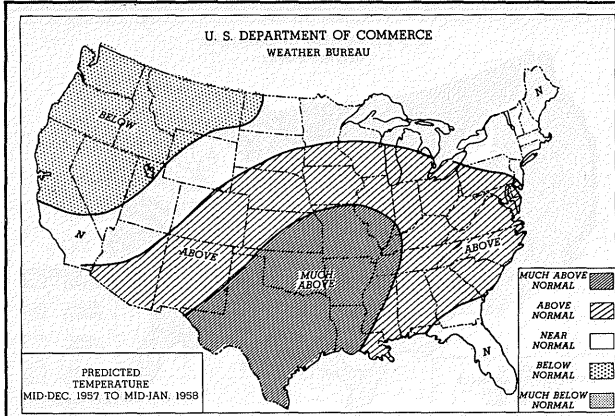 U. S. DEPARTMENT OF COMMERCE
WEATHER BUREAU
BELOW
N
N
ABOVE
MUCH
ABOVE
ABOVE
N
MUCH ABOVE
NORMAL
ABOVE
NORMAL
NEAR
NORMAL
BELOW
NORMAL
MUCH BELOW
NORMAL
PREDICTED
TEMPERATURE
MID-DEC. 1957 TO MID-JAN. 1958